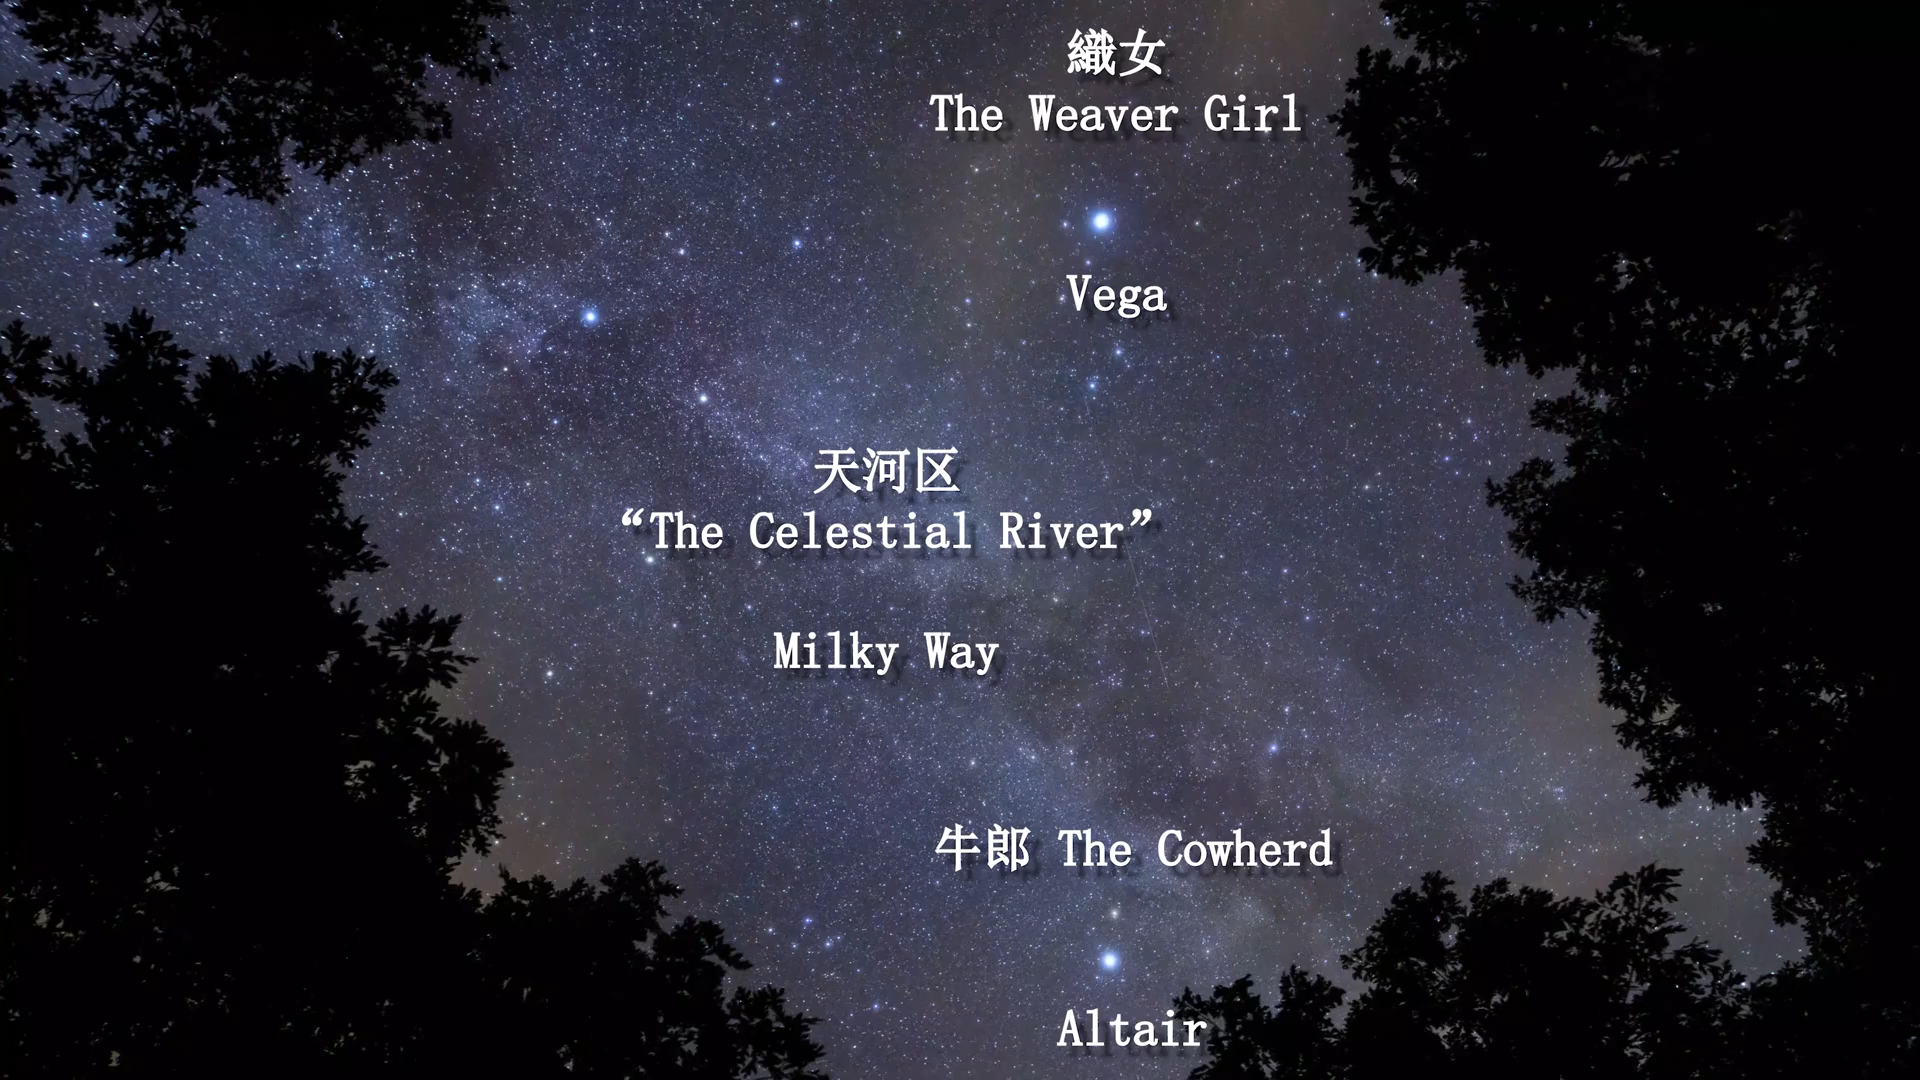 織女
The Weaver Girl
Vega
天河区
“The Celestial River”
Milky Way
牛郎 The Cowherd
Altair